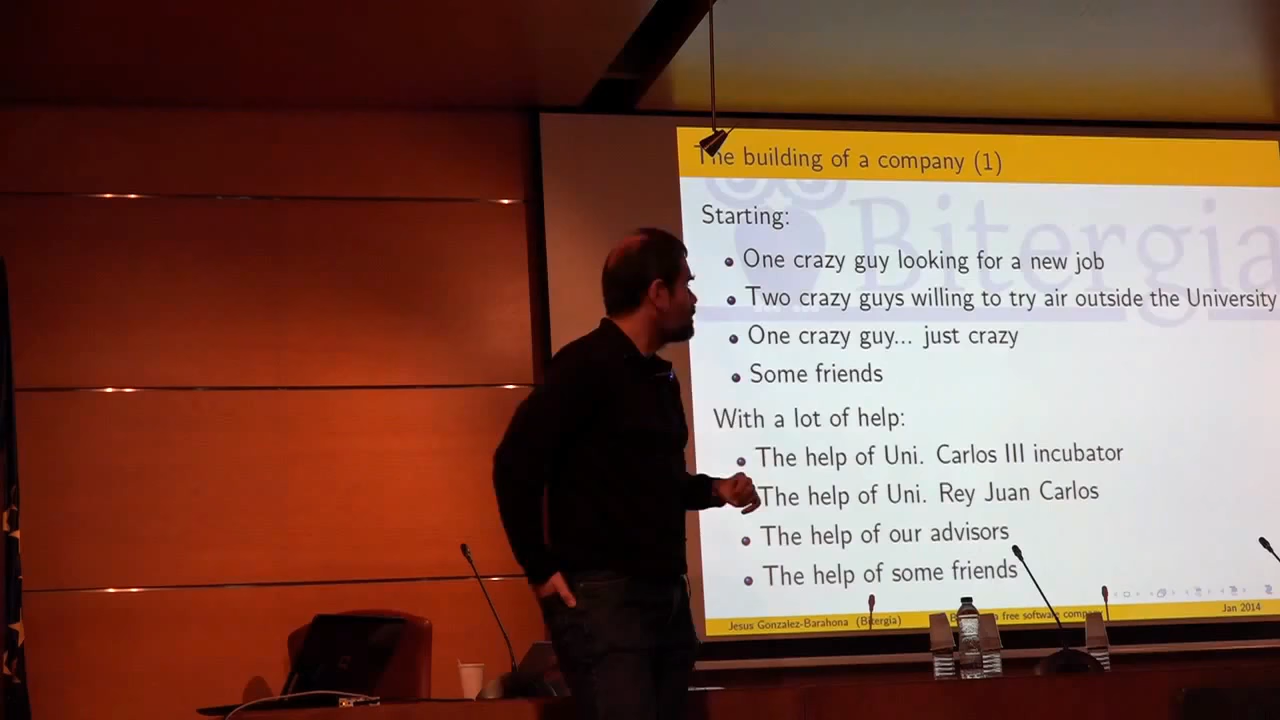 The building of a company (1)
Bitergia
Starting:
One crazy guy looking for a new job
Two crazy guys willing to try air outside the University
One crazy guy... just crazy
Some friends
With a lot of help:
The help of Uni. Carlos III incubator
The help of Uni. Rey Juan Carlos
The help of our advisors
The help of some friends
Jesus Gonzalez-Barahona (Bitergia)
a free software company
Jan 2014